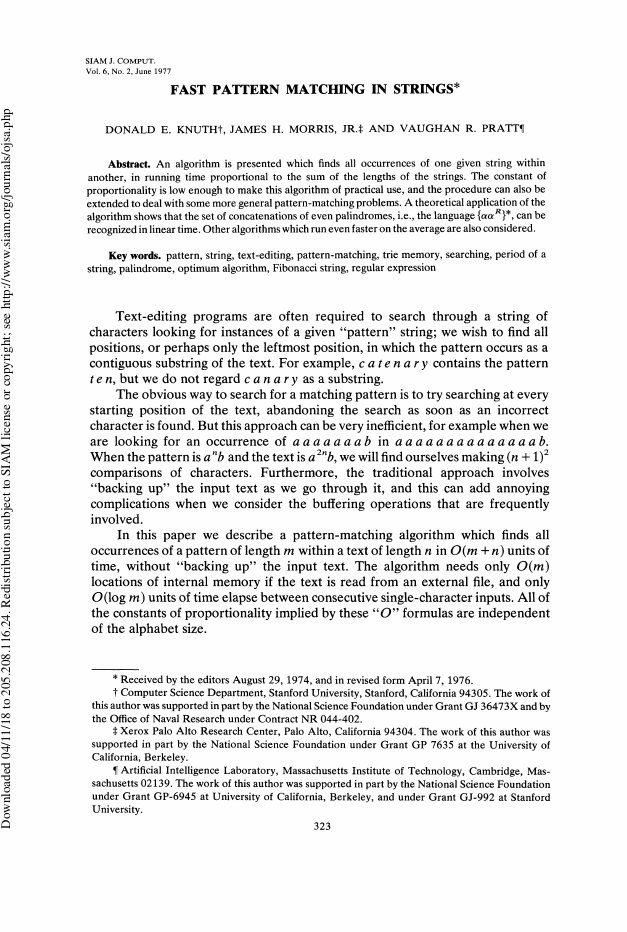 SIAM J. COMPUT.
Vol. 6, No. 2, June 1977
FAST PATTERN MATCHING IN STRINGS*
DONALD E. KNUTH†, JAMES H. MORRIS, JR.‡ AND VAUGHAN R. PRATT¶
Abstract. An algorithm is presented which finds all occurrences of one given string within
another, in running time proportional to the sum of the lengths of the strings. The constant of
proportionality is low enough to make this algorithm of practical use, and the procedure can also be
extended to deal with some more general pattern-matching problems. A theoretical application of the
algorithm shows that the set of concatenations of even palindromes, i.e., the language {αα^R}*, can be
recognized in linear time. Other algorithms which run even faster on the average are also considered.
Key words. pattern, string, text-editing, pattern-matching, trie memory, searching, period of a
string, palindrome, optimum algorithm, Fibonacci string, regular expression
Text-editing programs are often required to search through a string of
characters looking for instances of a given “pattern” string; we wish to find all
positions, or perhaps only the leftmost position, in which the pattern occurs as a
contiguous substring of the text. For example, c a t e n a r y contains the pattern
t e n, but we do not regard c a n a r y as a substring.
The obvious way to search for a matching pattern is to try searching at every
starting position of the text, abandoning the search as soon as an incorrect
character is found. But this approach can be very inefficient, for example when we
are looking for an occurrence of a a a a a a a b in a a a a a a a a a a a a a a b.
When the pattern is a^n b and the text is a^2n b, we will find ourselves making (n + 1)^2
comparisons of characters. Furthermore, the traditional approach involves
“backing up” the input text as we go through it, and this can add annoying
complications when we consider the buffering operations that are frequently
involved.
In this paper we describe a pattern-matching algorithm which finds all
occurrences of a pattern of length m within a text of length n in O(m + n) units of
time, without “backing up” the input text. The algorithm needs only O(m)
locations of internal memory if the text is read from an external file, and only
O(log m) units of time elapse between consecutive single-character inputs. All of
the constants of proportionality implied by these “O” formulas are independent
of the alphabet size.
* Received by the editors August 29, 1974, and in revised form April 7, 1976.
† Computer Science Department, Stanford University, Stanford, California 94305. The work of
this author was supported in part by the National Science Foundation under Grant GJ 36473X and by
the Office of Naval Research under Contract NR 044-402.
‡ Xerox Palo Alto Research Center, Palo Alto, California 94304. The work of this author was
supported in part by the National Science Foundation under Grant GP 7635 at the University of
California, Berkeley.
¶ Artificial Intelligence Laboratory, Massachusetts Institute of Technology, Cambridge, Mas-
sachusetts 02139. The work of this author was supported in part by the National Science Foundation
under Grant GP-6945 at University of California, Berkeley, and under Grant GJ-992 at Stanford
University.
323
Downloaded 04/11/18 to 205.208.116.24. Redistribution subject to SIAM license or copyright; see http://www.siam.org/journals/ojsa.php